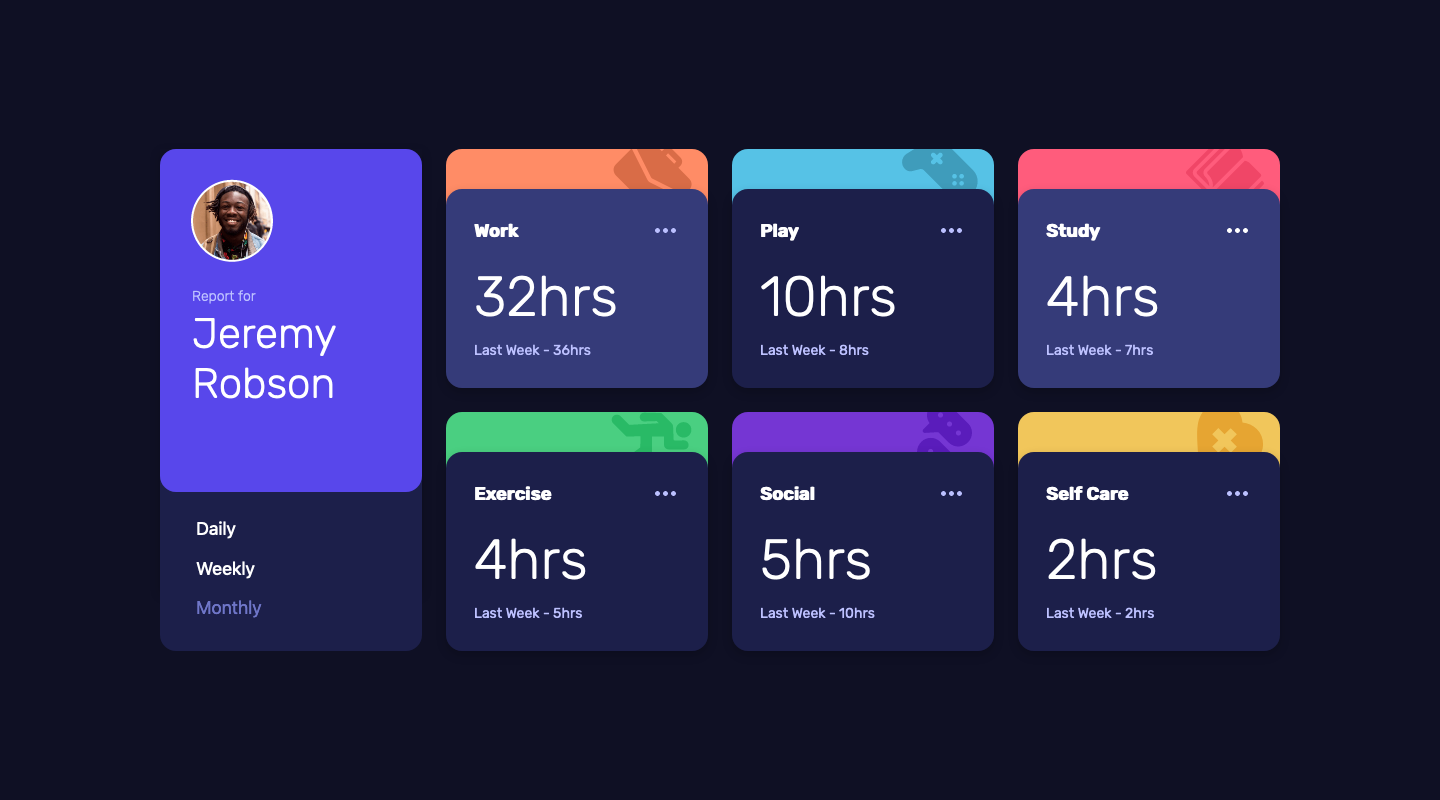 Report for
Jeremy
Robson
Daily
Weekly
Monthly
Work
32hrs
Last Week - 36hrs
Play
10hrs
Last Week - 8hrs
Study
4hrs
Last Week - 7hrs
Exercise
4hrs
Last Week - 5hrs
Social
5hrs
Last Week - 10hrs
Self Care
2hrs
Last Week - 2hrs